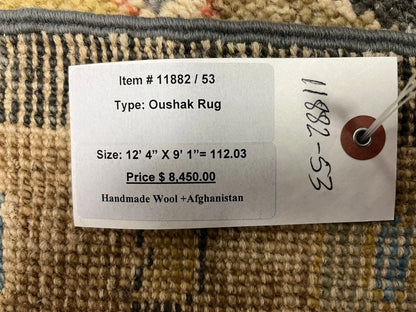 Item # 11882 / 53
Type: Oushak Rug
Size: 12' 4” X 9' 1”= 112.03
Price $ 8,450.00
Handmade Wool +Afghanistan
11882-53